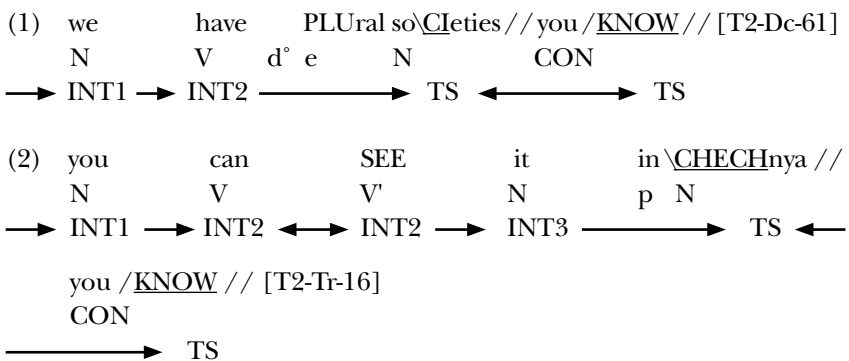 (1) we have PLUral so\CIeties // you /KNOW // [T2-Dc-61]
N V d° e N CON
INT1 INT2 TS TS
(2) you can SEE it in \CHECHnya //
N V V' N p N
INT1 INT2 INT2 INT3 TS
you /KNOW // [T2-Tr-16]
CON
TS